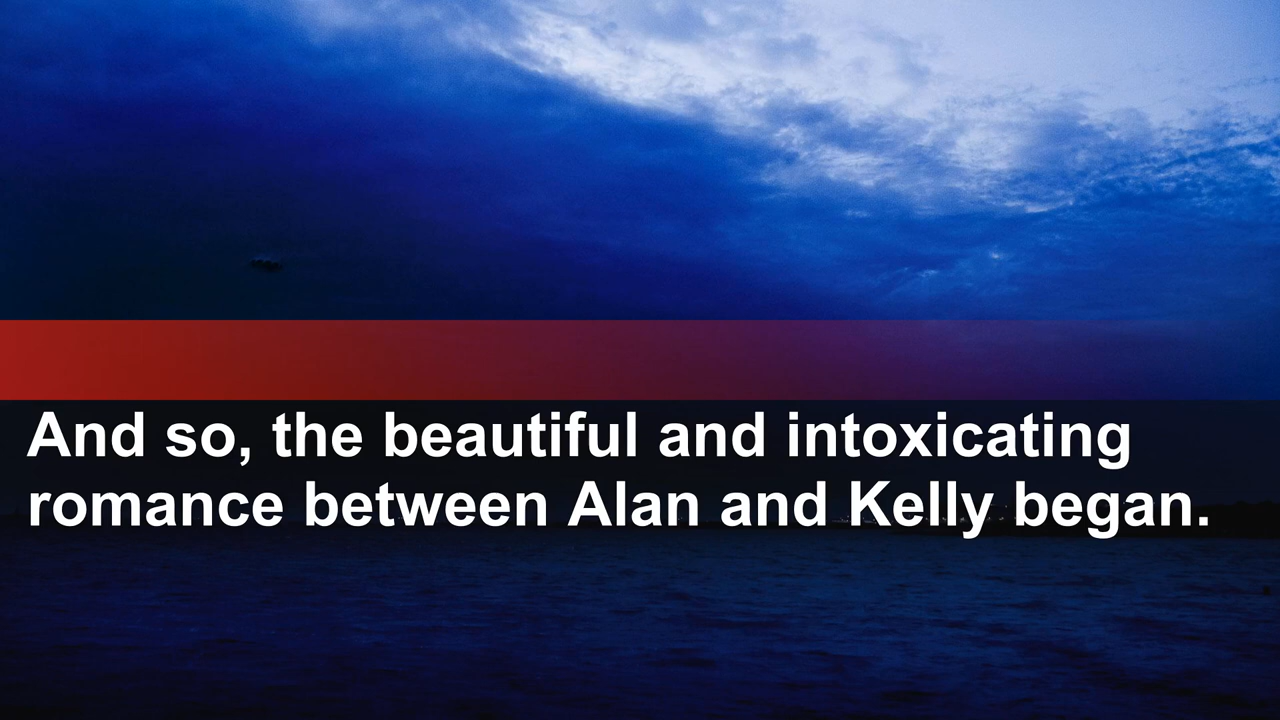 And so, the beautiful and intoxicating
romance between Alan and Kelly began.